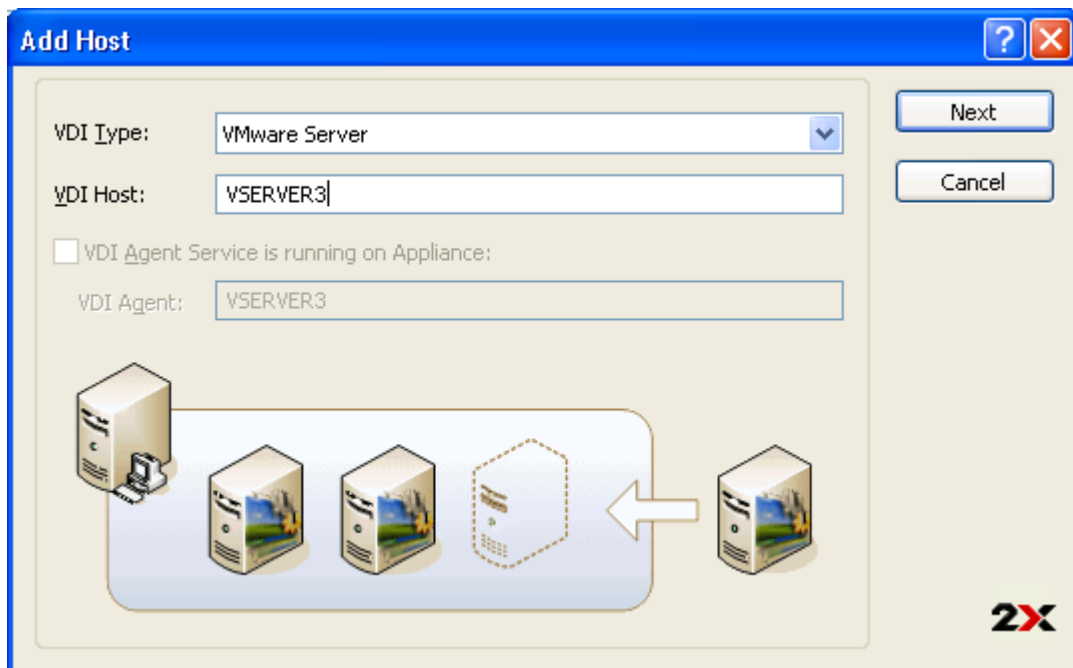 Add Host
VDI Type: VMware Server
Next
VDI Host: VSERVER3
Cancel
VDI Agent Service is running on Appliance:
VDI Agent: VSERVER3
2X